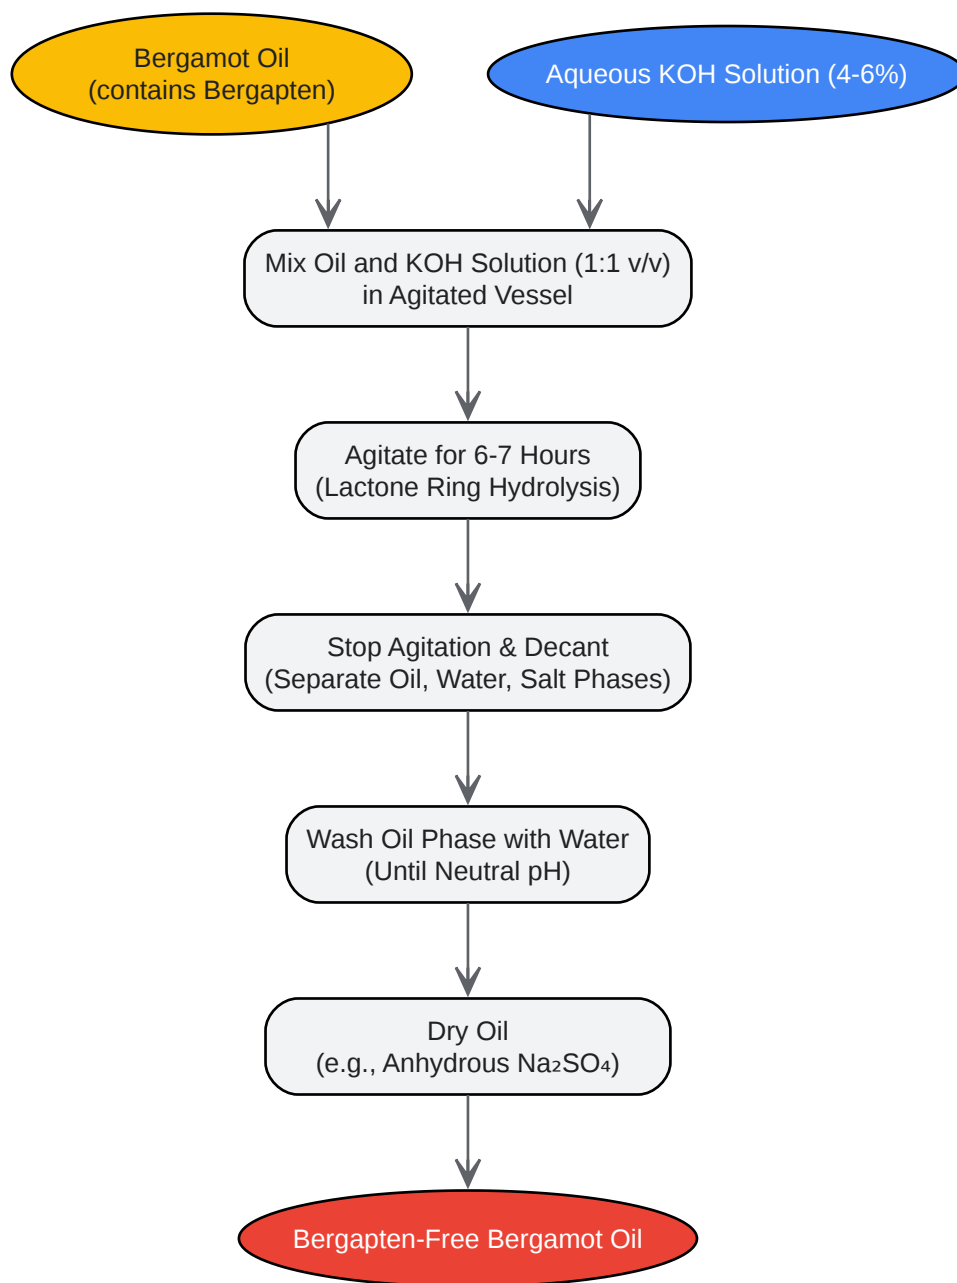 Bergamot Oil
(contains Bergapten)
Aqueous KOH Solution (4-6%)
Mix Oil and KOH Solution (1:1 v/v)
in Agitated Vessel
Agitate for 6-7 Hours
(Lactone Ring Hydrolysis)
Stop Agitation & Decant
(Separate Oil, Water, Salt Phases)
Wash Oil Phase with Water
(Until Neutral pH)
Dry Oil
(e.g., Anhydrous Na₂SO₄)
Bergapten-Free Bergamot Oil